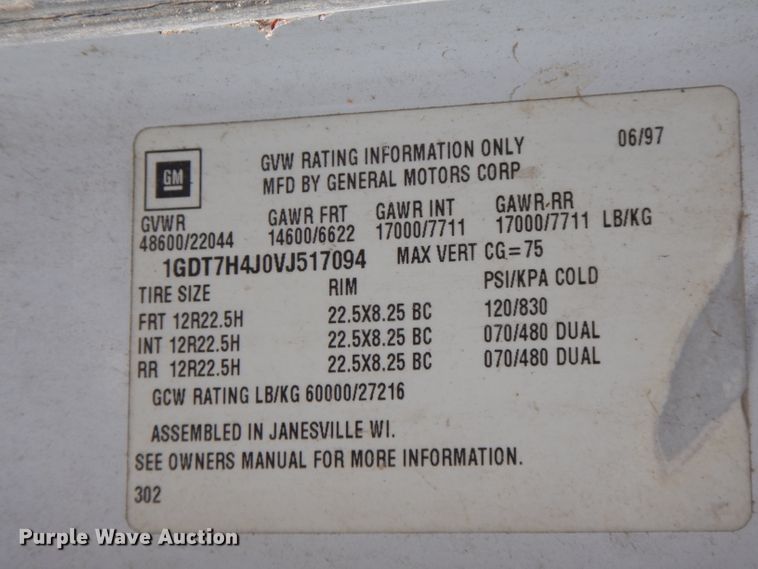 GM
GVW RATING INFORMATION ONLY 06/97
MFD BY GENERAL MOTORS CORP
GVWR GAWR FRT GAWR INT GAWR RR
48600/22044 14600/6622 17000/7711 17000/7711 LB/KG
1GDT7H4J0VJ517094 MAX VERT CG=75
TIRE SIZE RIM PSI/KPA COLD
FRT 12R22.5H 22.5X8.25 BC 120/830
INT 12R22.5H 22.5X8.25 BC 070/480 DUAL
RR 12R22.5H 22.5X8.25 BC 070/480 DUAL
GCW RATING LB/KG 60000/27216
ASSEMBLED IN JANESVILLE WI.
SEE OWNERS MANUAL FOR MORE INFORMATION.
302
Purple Wave Auction